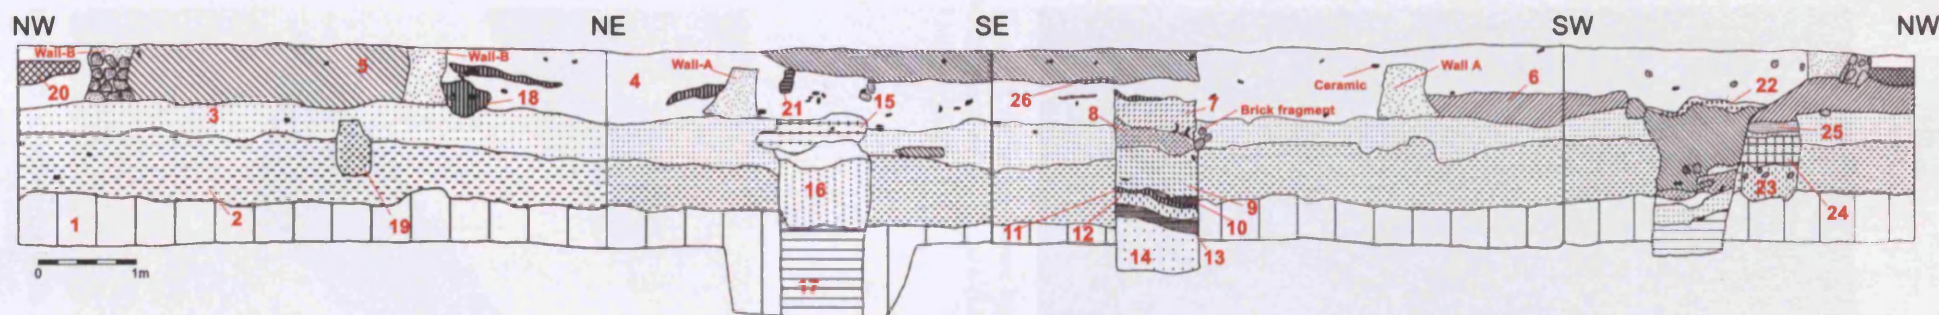 NW NE SE SW NW
Wall-B Wall-B Wall-A Ceramic Wall A
5 4 6 22
20 18 21 15 26 8 7 Brick fragment
3 25
16 23
1 2 19 11 12 9 10 24
14 13
17
0 1m